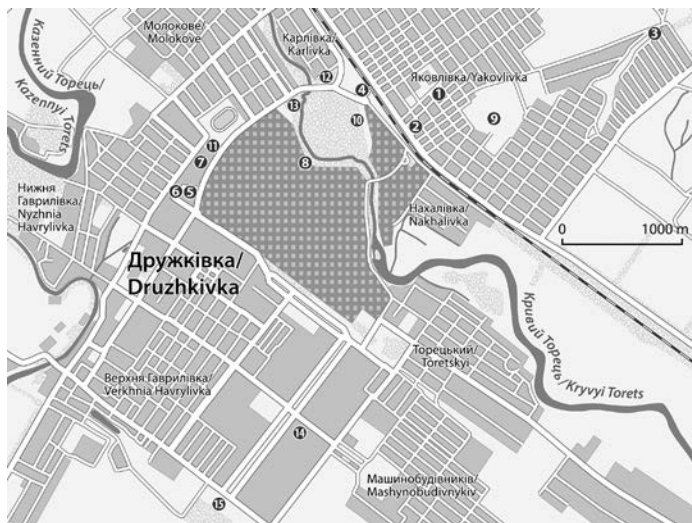 Молокове/
Molokove
Карлівка/
Karlivka
Казенний Торець/
Kazennyi Torets
Яковлівка/Yakovlivka
3
12
4
1
13
10
2
9
11
7
8
6 5
Нижня
Гаврилівка/
Nyzhnia
Havrylivka
Нахалівка/
Nakhalivka
0 1000 m
Дружківка/
Druzhkivka
Кривий Торець/Kryvyi Torets
Торецький/
Toretskyi
Верхня Гаврилівка/
Verkhnia Havrylivka
14
Машинобудівників/
Mashynobudivnykiv
15